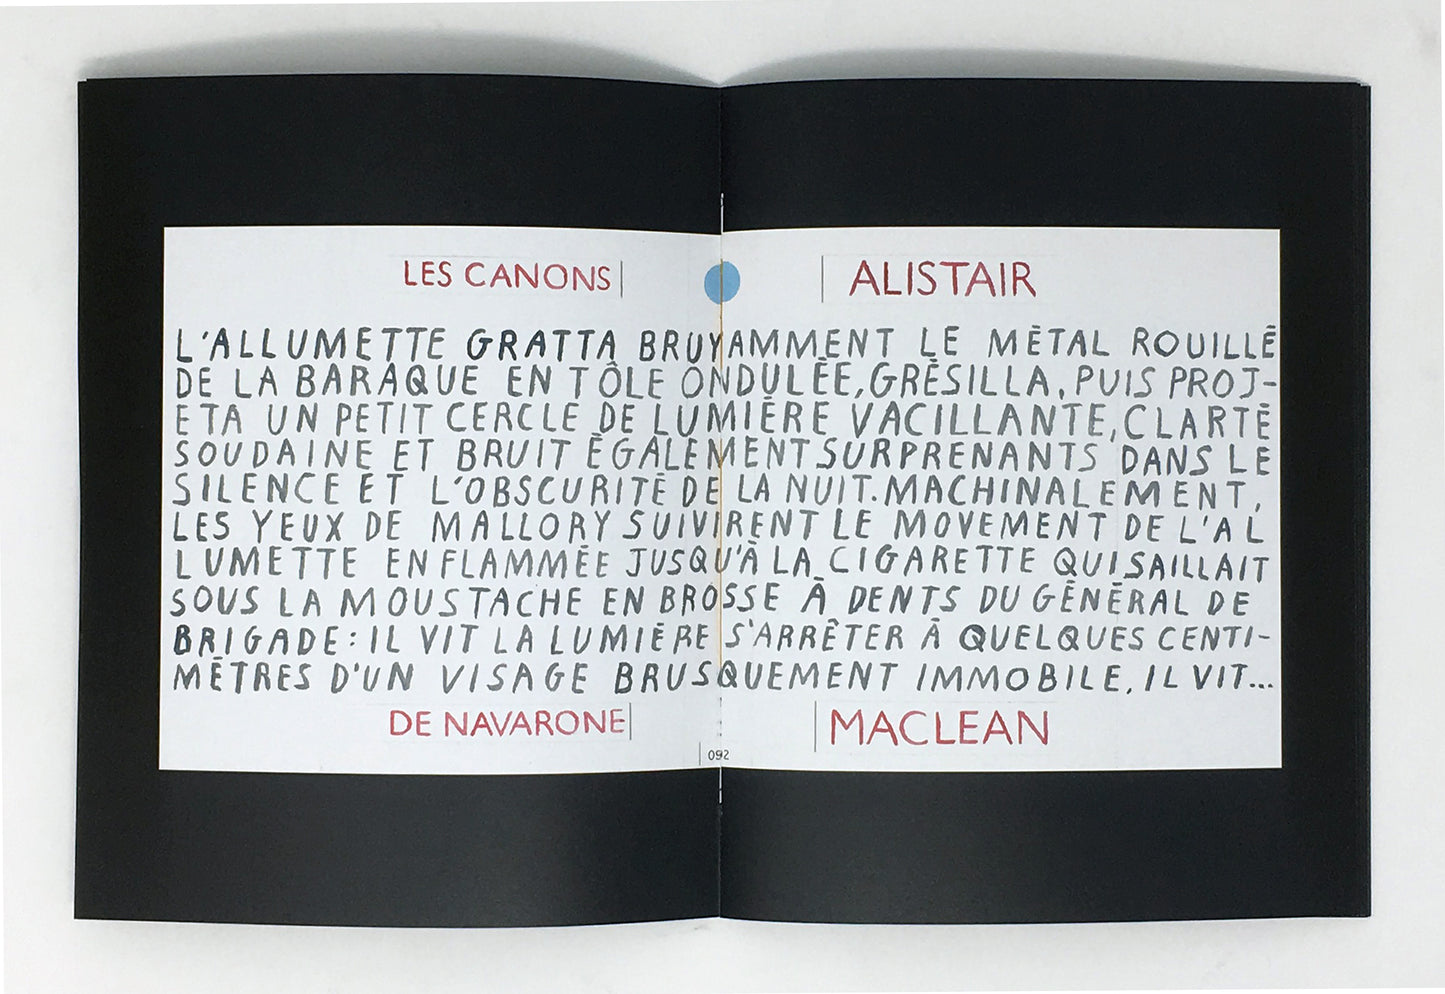 LES CANONS
ALISTAIR
L'ALLUMETTE GRATTA BRUYAMMENT LE MÉTAL ROUILLÉ
DE LA BARAQUE EN TÔLE ONDULÉE, GRÉSILLA, PUIS PROJ-
ETA UN PETIT CERCLE DE LUMIÈRE VACILLANTE, CLARTÉ
SOUDAINE ET BRUIT ÉGALEMENT SURPRENANTS DANS LE
SILENCE ET L'OBSCURITÉ DE LA NUIT. MACHINALEMENT,
LES YEUX DE MALLORY SUIVIRENT LE MOVEMENT DE L'AL
LUMETTE ENFLAMMÉE JUSQU'À LA CIGARETTE QUI SAILLAIT
SOUS LA MOUSTACHE EN BROSSE À DENTS DU GÉNÉRAL DE
BRIGADE: IL VIT LA LUMIÈRE S'ARRÊTER À QUELQUES CENTI-
MÈTRES D'UN VISAGE BRUSQUEMENT IMMOBILE, IL VIT...
DE NAVARONE
MACLEAN
092